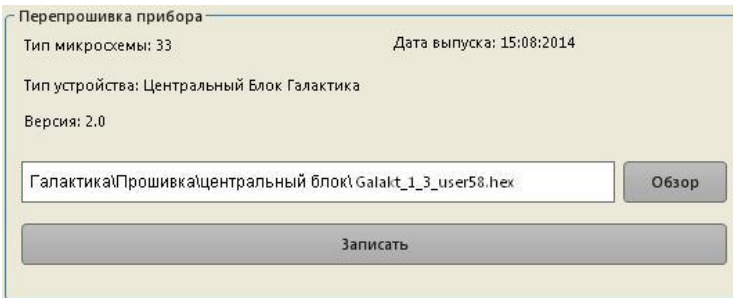 Перепрошивка прибора
Тип микросхемы: 33 Дата выпуска: 15:08:2014
Тип устройства: Центральный Блок Галактика
Версия: 2.0
Галактика\Прошивка\центральный блок\ Galakt_1_3_user58.hex Обзор
Записать